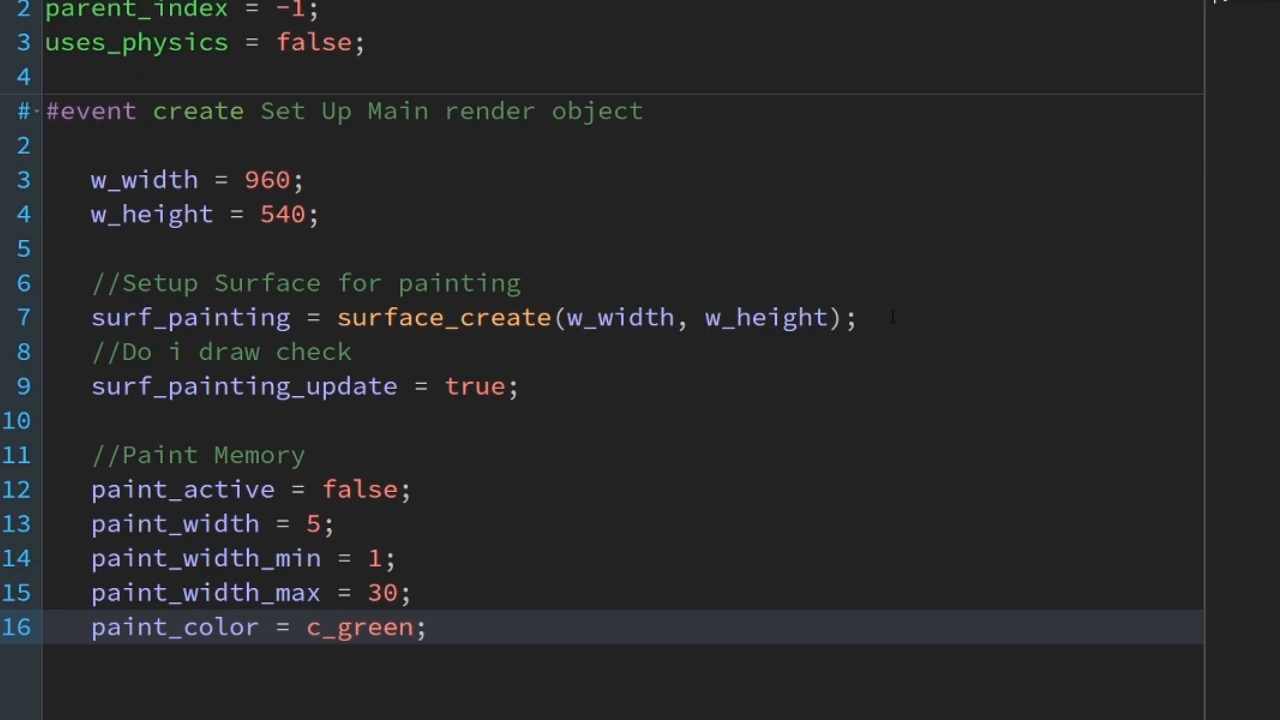 2 parent_index = -1;
3 uses_physics = false;
4
# #event create Set Up Main render object
2
3 w_width = 960;
4 w_height = 540;
5
6 //Setup Surface for painting
7 surf_painting = surface_create(w_width, w_height);
8 //Do i draw check
9 surf_painting_update = true;
10
11 //Paint Memory
12 paint_active = false;
13 paint_width = 5;
14 paint_width_min = 1;
15 paint_width_max = 30;
16 paint_color = c_green;